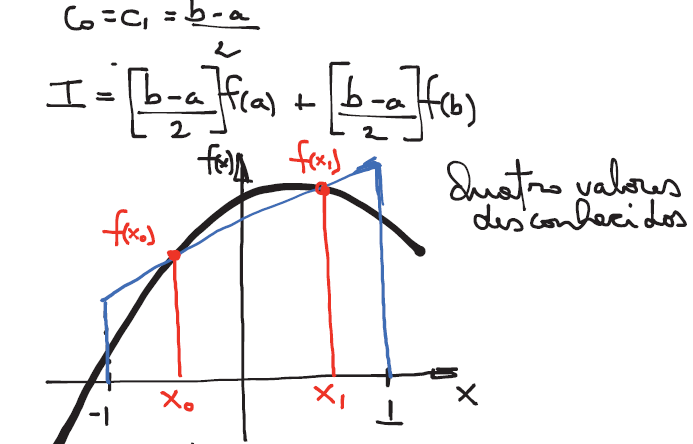 C₀ = C₁ = b-a/2
I = [b-a/2] f(a) + [b-a/2] f(b)
f(x)
f(x₁)
Quatro valores
desconhecidos
f(x₀)
-1
x₀
x₁
1
x